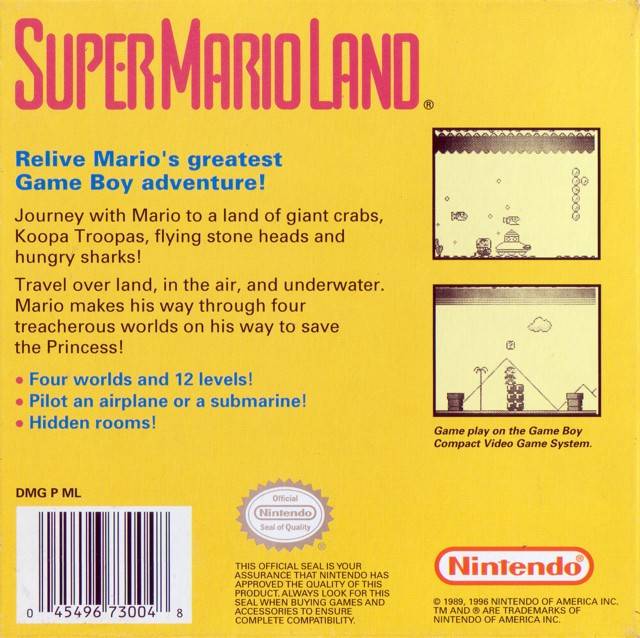 SUPER MARIO LAND®
Relive Mario's greatest
Game Boy adventure!
Journey with Mario to a land of giant crabs,
Koopa Troopas, flying stone heads and
hungry sharks!
Travel over land, in the air, and underwater.
Mario makes his way through four
treacherous worlds on his way to save
the Princess!
• Four worlds and 12 levels!
• Pilot an airplane or a submarine!
• Hidden rooms!
Game play on the Game Boy
Compact Video Game System.
DMG P ML
0 45496 73004 8
Official
Nintendo
Seal of Quality
®
THIS OFFICIAL SEAL IS YOUR
ASSURANCE THAT NINTENDO HAS
APPROVED THE QUALITY OF THIS
PRODUCT. ALWAYS LOOK FOR THIS
SEAL WHEN BUYING GAMES AND
ACCESSORIES TO ENSURE
COMPLETE COMPATIBILITY.
Nintendo®
© 1989, 1996 NINTENDO OF AMERICA INC.
TM AND ® ARE TRADEMARKS OF
NINTENDO OF AMERICA INC.